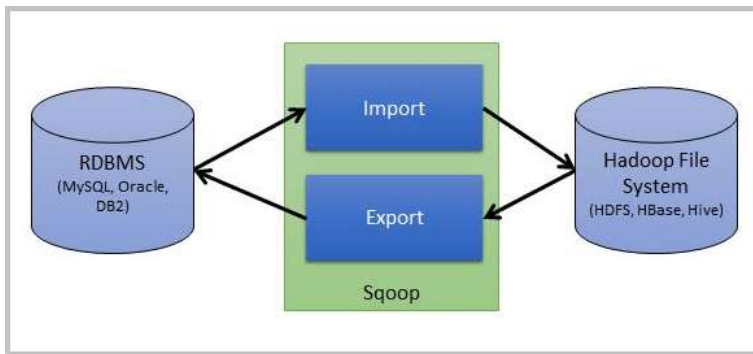 RDBMS
(MySQL, Oracle,
DB2)
Import
Export
Sqoop
Hadoop File
System
(HDFS, HBase, Hive)